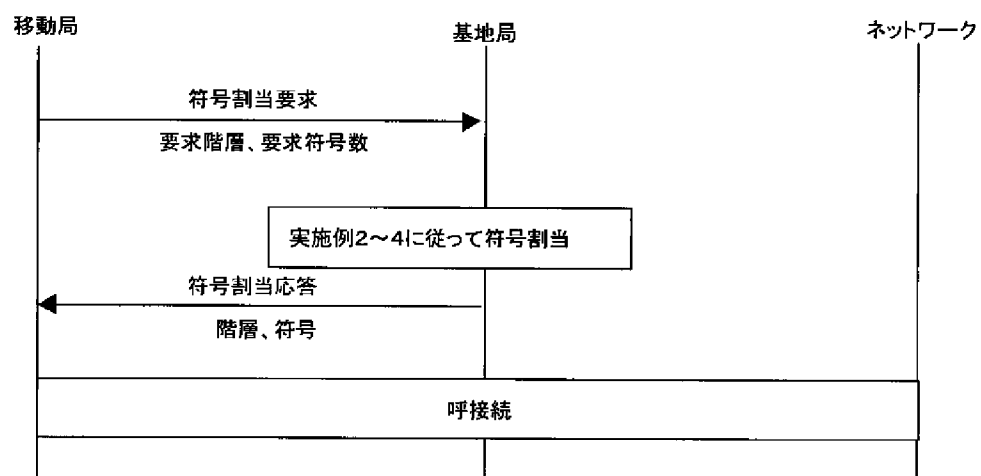 移動局
基地局
ネットワーク
符号割当要求
要求階層、要求符号数
実施例2～4に従って符号割当
符号割当応答
階層、符号
呼接続